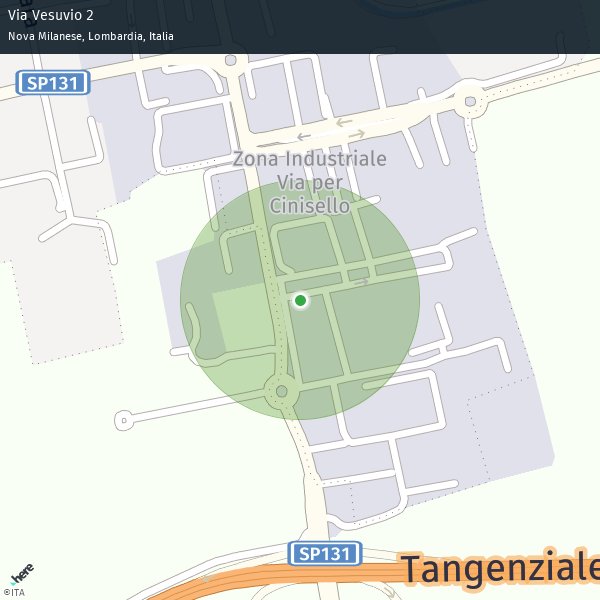 Via Vesuvio 2
Nova Milanese, Lombardia, Italia
SP131
Zona Industriale
Via per
Cinisello
SP131
Tangenziale
here
©ITA